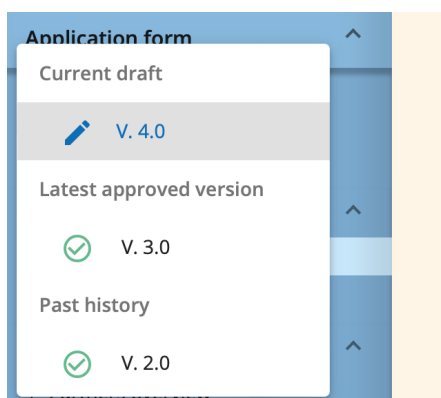 Application form
Current draft
V. 4.0
Latest approved version
V. 3.0
Past history
V. 2.0